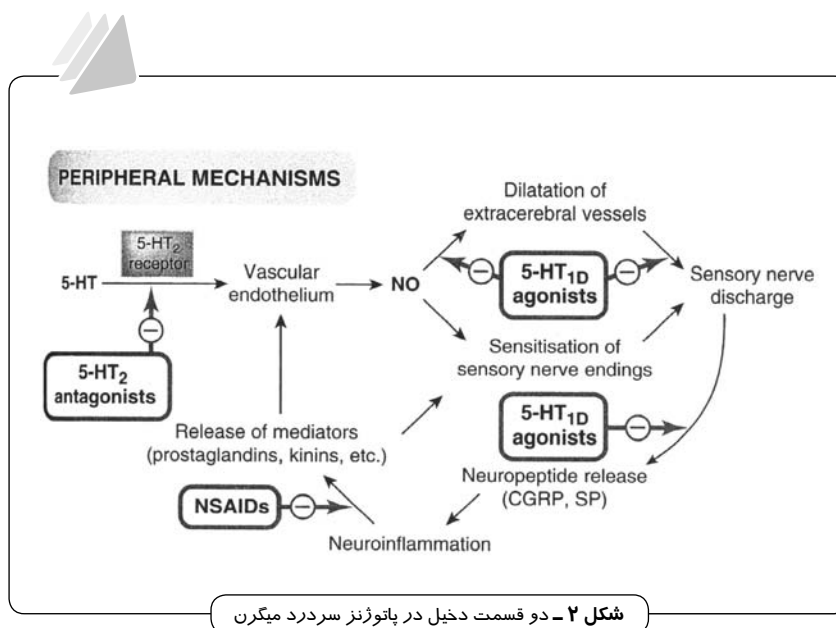 PERIPHERAL MECHANISMS
Dilatation of
extracerebral vessels
5-HT2
receptor
5-HT
Vascular
endothelium
NO
5-HT1D
agonists
Sensory nerve
discharge
5-HT2
antagonists
Sensitisation of
sensory nerve endings
5-HT1D
agonists
Release of mediators
(prostaglandins, kinins, etc.)
Neuropeptide release
(CGRP, SP)
NSAIDs
Neuroinflammation
شکل ۲ ـ دو قسمت دخیل در پاتوژنز سردرد میگرن